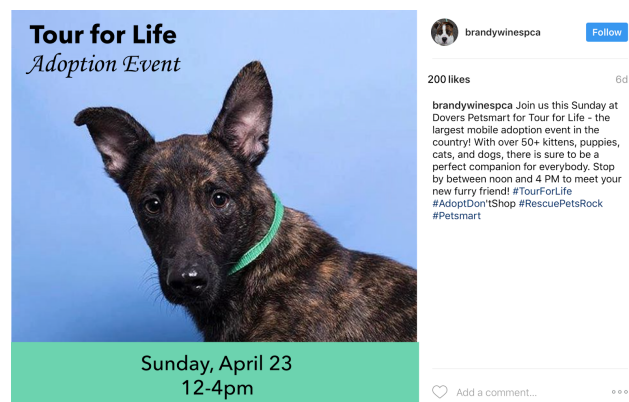 Tour for Life
Adoption Event
Sunday, April 23
12-4pm
brandywinespca
Follow
200 likes
6d
brandywinespca Join us this Sunday at
Dovers Petsmart for Tour for Life - the
largest mobile adoption event in the
country! With over 50+ kittens, puppies,
cats, and dogs, there is sure to be a
perfect companion for everybody. Stop
by between noon and 4 PM to meet your
new furry friend! #TourForLife
#AdoptDon'tShop #RescuePetsRock
#Petsmart
Add a comment...